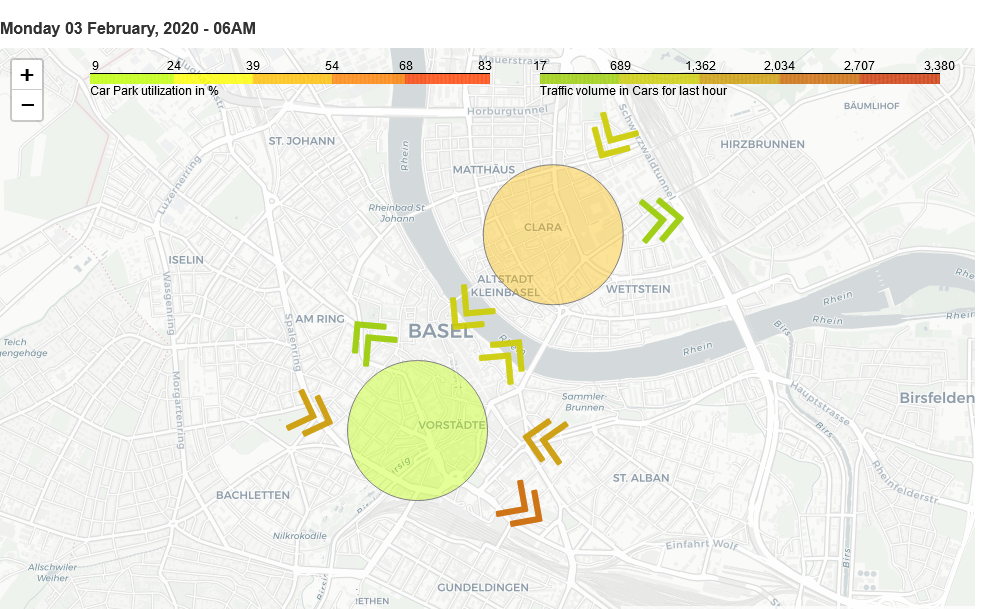 Monday 03 February, 2020 - 06AM
+
−
9 24 39 54 68 83
Car Park utilization in %
17 689 1,362 2,034 2,707 3,380
Traffic volume in Cars for last hour
Horburgtunnel
BÄUMLIHOF
Schwarzwaldtunnel
ST. JOHANN
Rhein
HIRZBRUNNEN
MATTHÄUS
Luzernerring
Rheinbad St.
Johann
CLARA
ISELIN
Wasgenring
ALTSTADT
KLEINBASEL
WETTSTEIN
Rhein
Rhein
Rhein
AM RING
Spalenring
BASEL
Birs
Teich
Rhein
Morgartenring
Sammler-
Brunnen
Hauptstrasse
Birsfelden
VORSTÄDTE
Birs
Rheinfelderstr.
ST. ALBAN
BACHLETTEN
Nilkrokodile
Einfahrt Wolf
Birs
Allschwiler
Weiher
GUNDELDINGEN